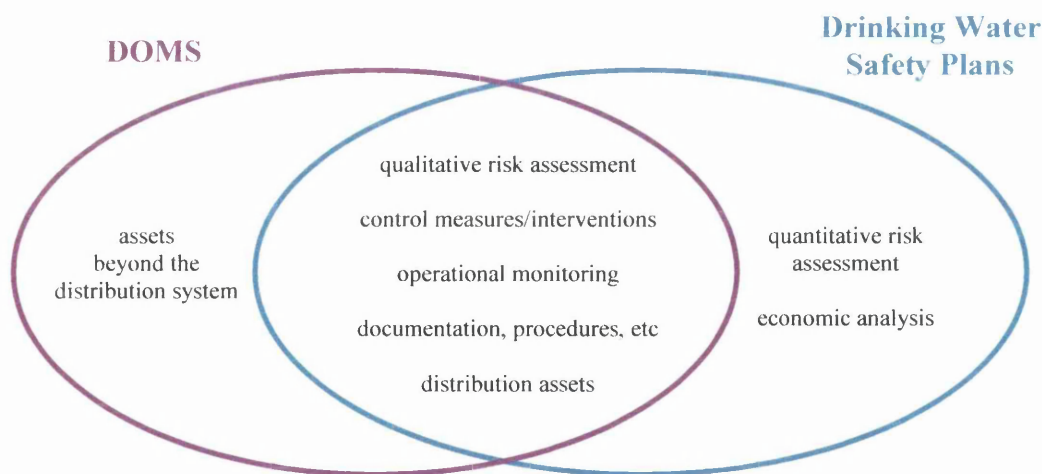 DOMS
Drinking Water
Safety Plans
assets
beyond the
distribution system
qualitative risk assessment
control measures/interventions
operational monitoring
documentation, procedures, etc
distribution assets
quantitative risk
assessment
economic analysis